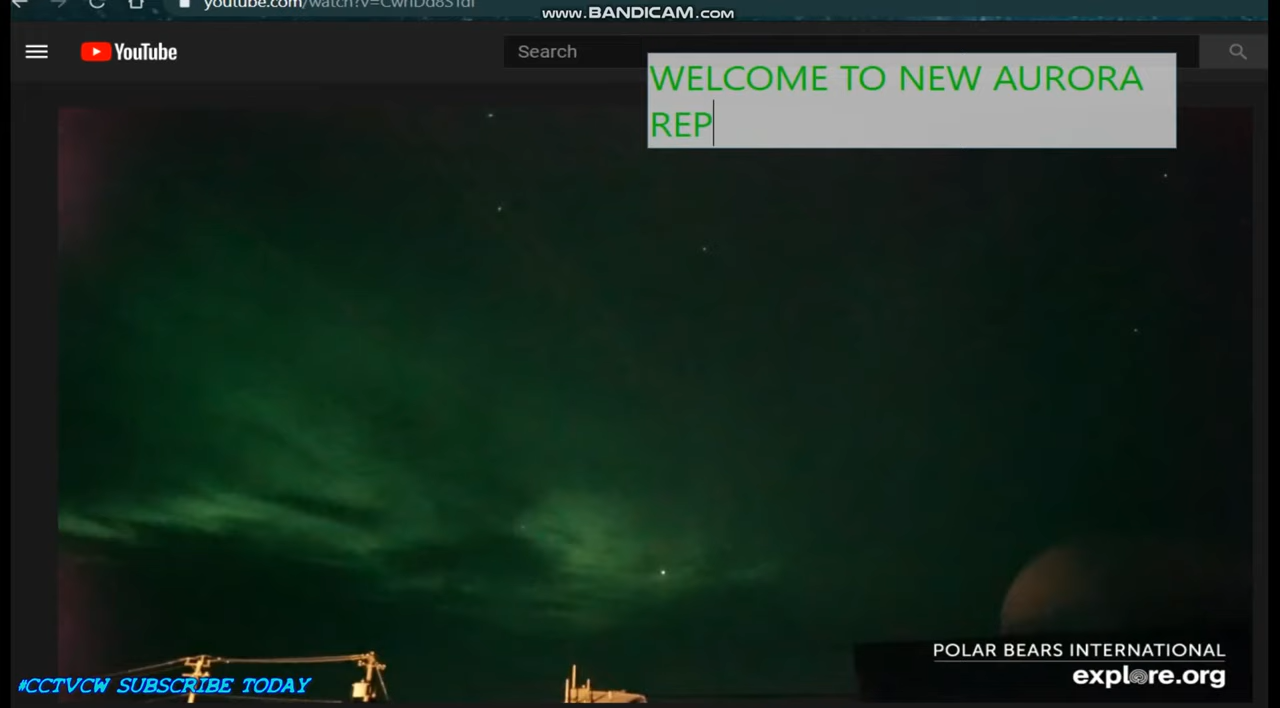 www.BANDICAM.com
YouTube
Search
WELCOME TO NEW AURORA
REP
POLAR BEARS INTERNATIONAL
explore.org
#CCTVCW SUBSCRIBE TODAY